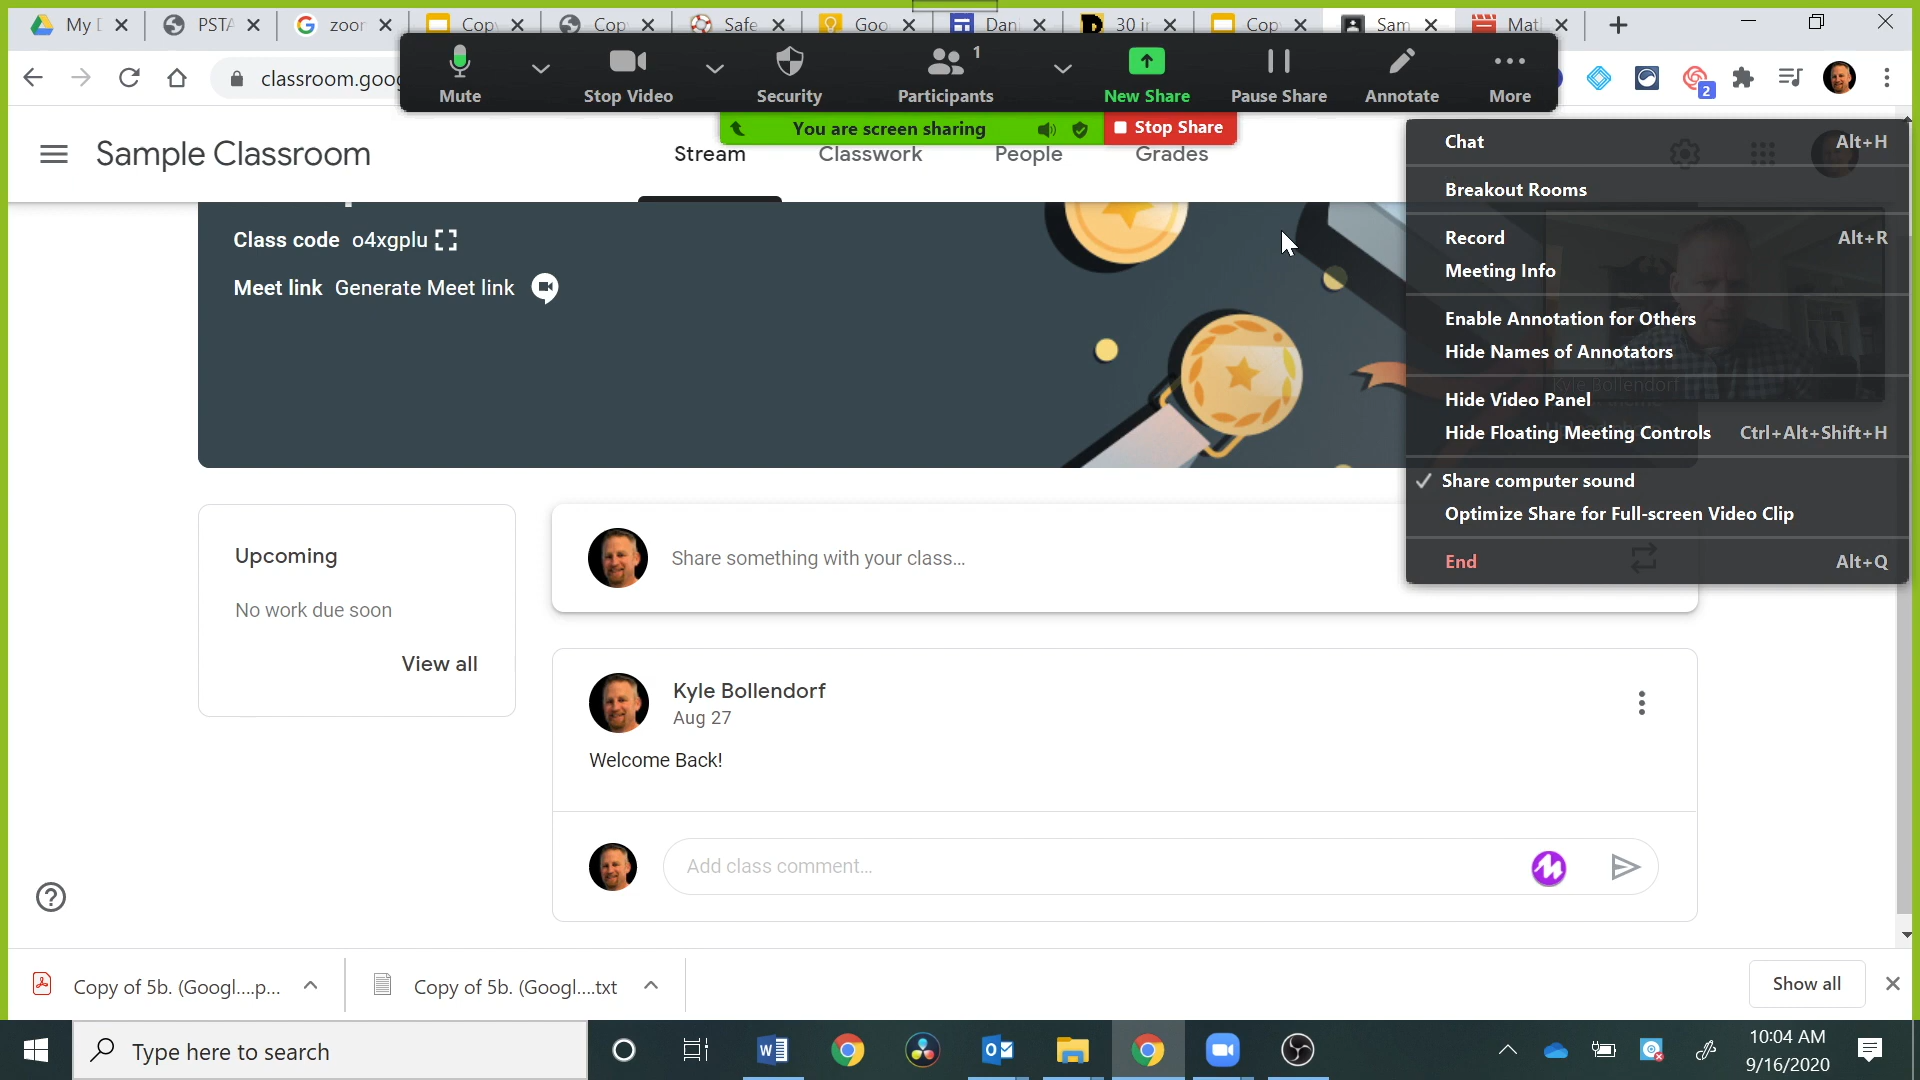 My D
PSTA
zoor
Cop
Cop
Safe
Goo
Dani
30 ir
Cop
Sam
Mat
classroom.goog
2
Mute
Stop Video
Security
Participants
1
New Share
Pause Share
Annotate
More
You are screen sharing
Stop Share
Sample Classroom
Stream
Classwork
People
Grades
Class code o4xgplu
Meet link Generate Meet link
Chat Alt+H
Breakout Rooms
Record Alt+R
Meeting Info
Enable Annotation for Others
Hide Names of Annotators
Kyle Bollendorf
Hide Video Panel
Hide Floating Meeting Controls Ctrl+Alt+Shift+H
Share computer sound
Optimize Share for Full-screen Video Clip
End Alt+Q
Upcoming
No work due soon
View all
Share something with your class...
Kyle Bollendorf
Aug 27
Welcome Back!
Add class comment...
Copy of 5b. (Googl....p...
Copy of 5b. (Googl....txt
Show all
Type here to search
10:04 AM
9/16/2020